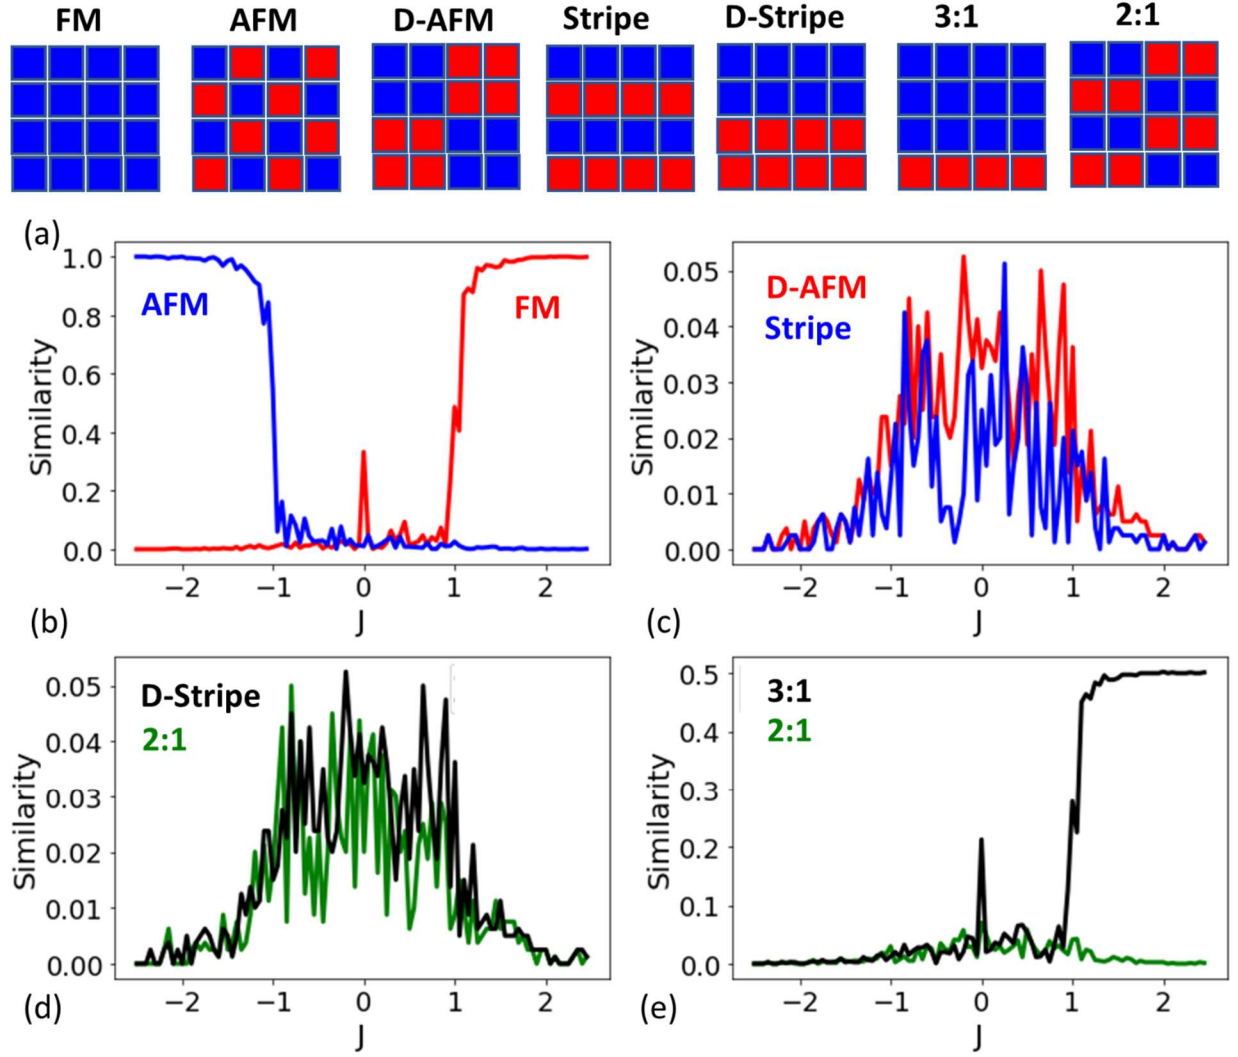 FM AFM D-AFM Stripe D-Stripe 3:1 2:1
(a)
1.0
0.8
0.6
0.4
0.2
0.0
Similarity
AFM
FM
−2 −1 0 1 2
J
(b)
0.05
0.04
0.03
0.02
0.01
0.00
Similarity
D-AFM
Stripe
−2 −1 0 1 2
J
(c)
0.05
0.04
0.03
0.02
0.01
0.00
Similarity
D-Stripe
2:1
−2 −1 0 1 2
J
(d)
0.5
0.4
0.3
0.2
0.1
0.0
Similarity
3:1
2:1
−2 −1 0 1 2
J
(e)